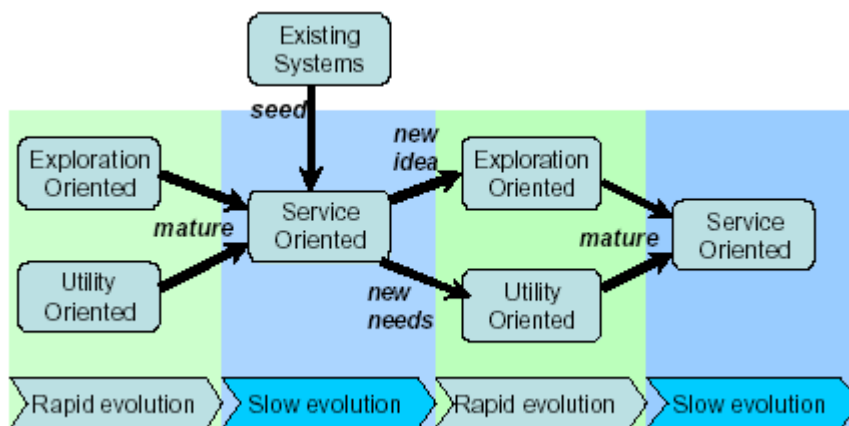 Existing
Systems
seed
new
idea
Exploration
Oriented
Exploration
Oriented
Service
Oriented
mature
Service
Oriented
mature
Utility
Oriented
new
needs
Utility
Oriented
Rapid evolution
Slow evolution
Rapid evolution
Slow evolution